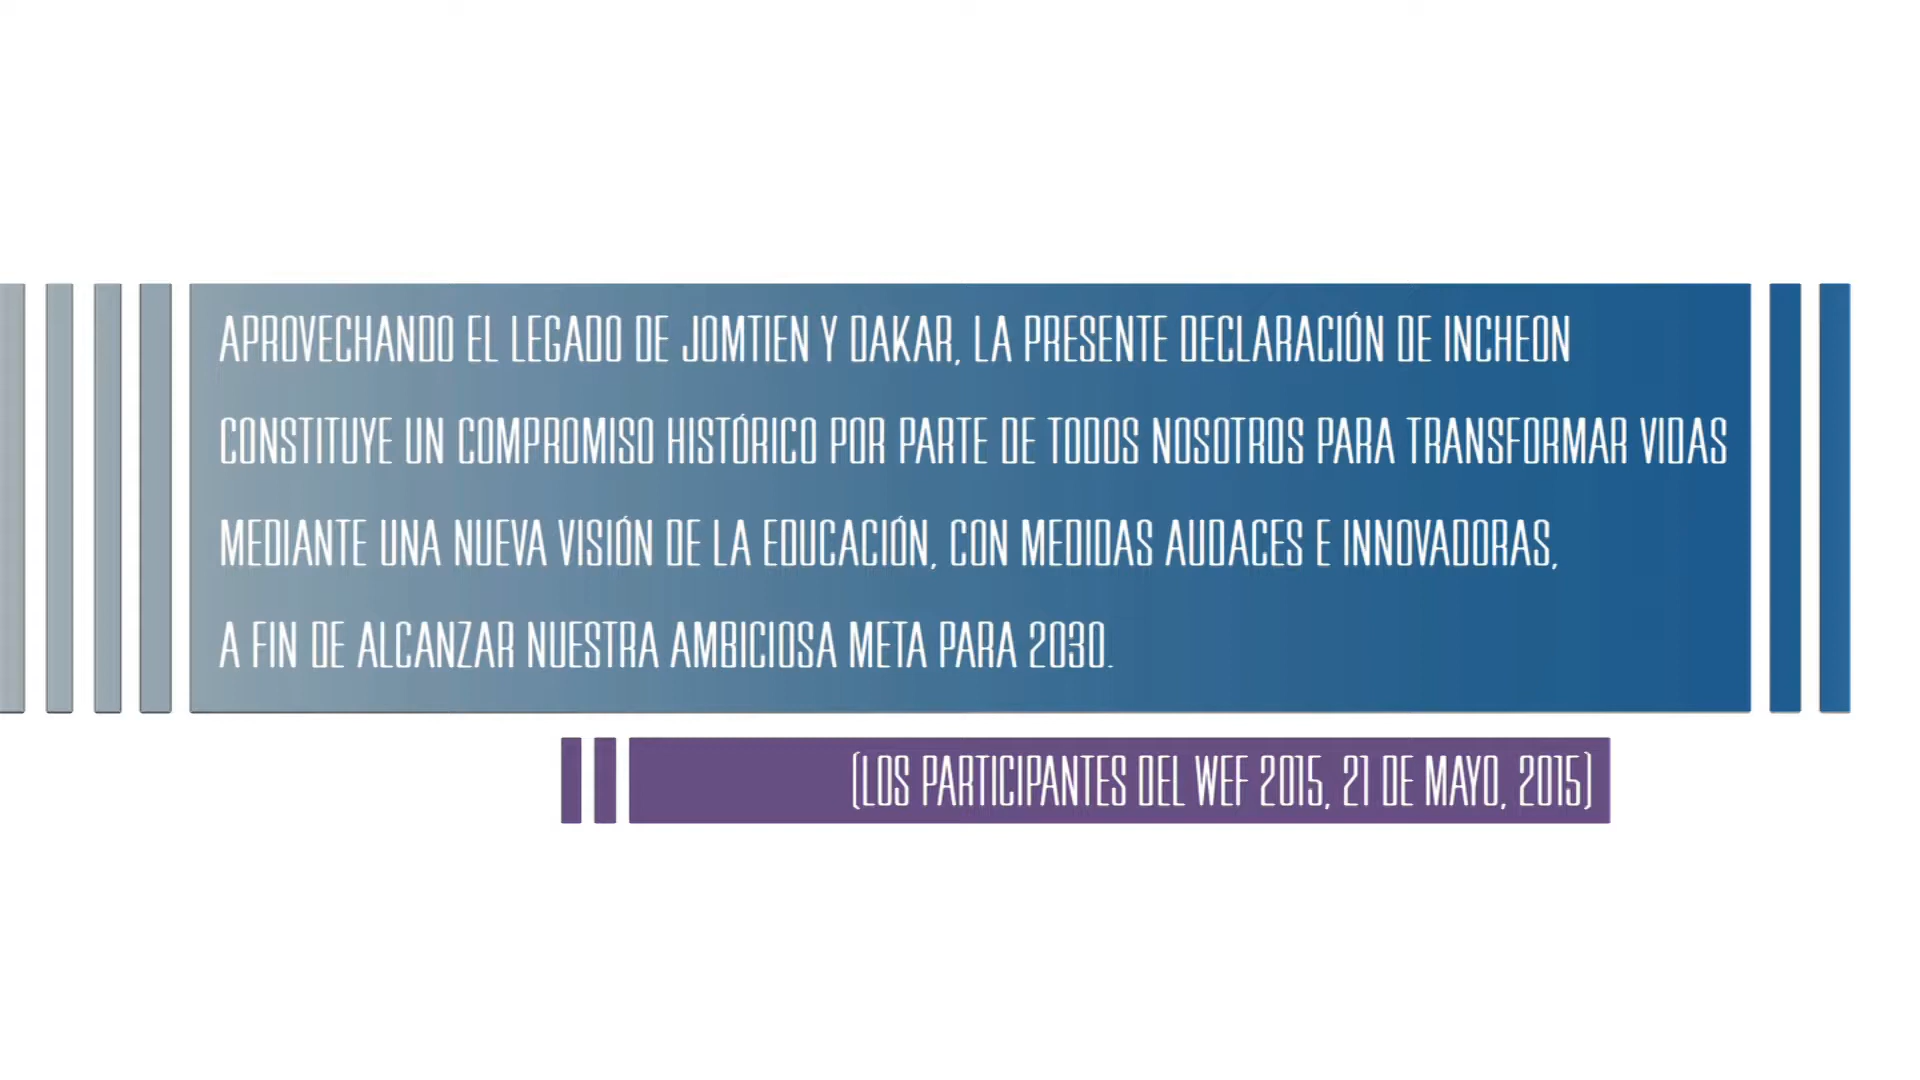 APROVECHANDO EL LEGADO DE JOMTIEN Y DAKAR, LA PRESENTE DECLARACIÓN DE INCHEON
CONSTITUYE UN COMPROMISO HISTÓRICO POR PARTE DE TODOS NOSOTROS PARA TRANSFORMAR VIDAS
MEDIANTE UNA NUEVA VISIÓN DE LA EDUCACIÓN, CON MEDIDAS AUDACES E INNOVADORAS,
A FIN DE ALCANZAR NUESTRA AMBICIOSA META PARA 2030.
(LOS PARTICIPANTES DEL WEF 2015, 21 DE MAYO, 2015)